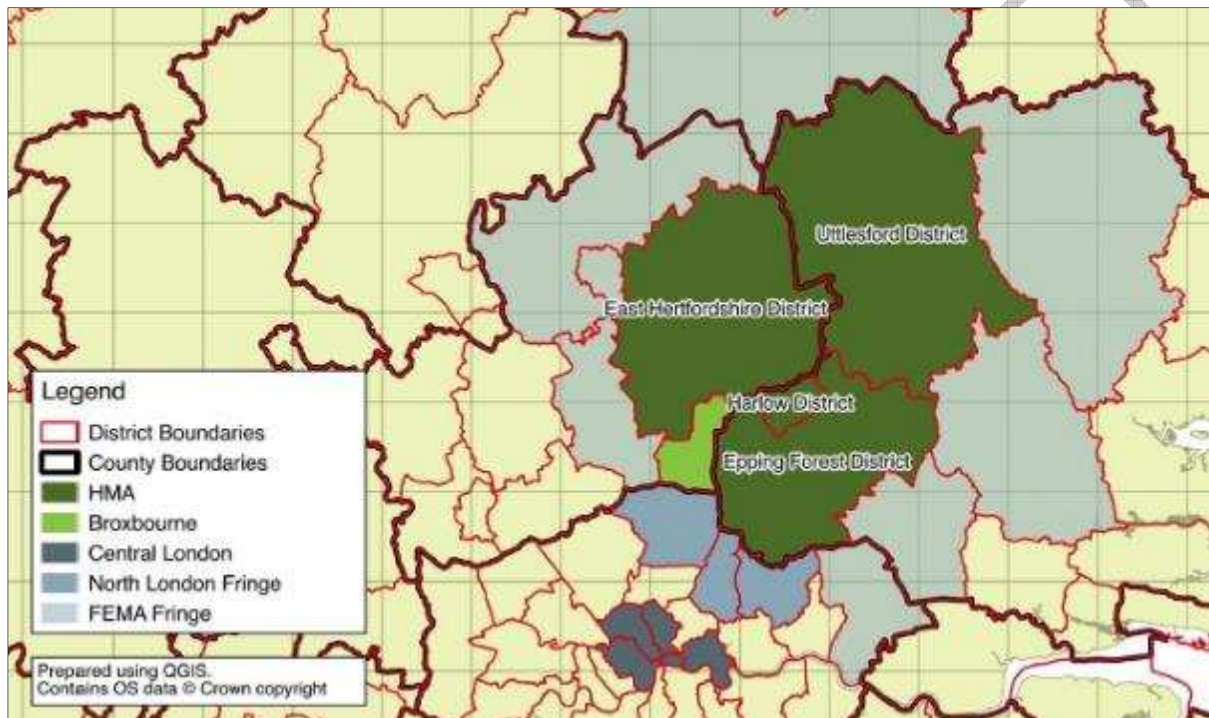 Uttlesford District
East Hertfordshire District
Harlow District
Epping Forest District
Legend
District Boundaries
County Boundaries
HMA
Broxbourne
Central London
North London Fringe
FEMA Fringe
Prepared using QGIS.
Contains OS data © Crown copyright